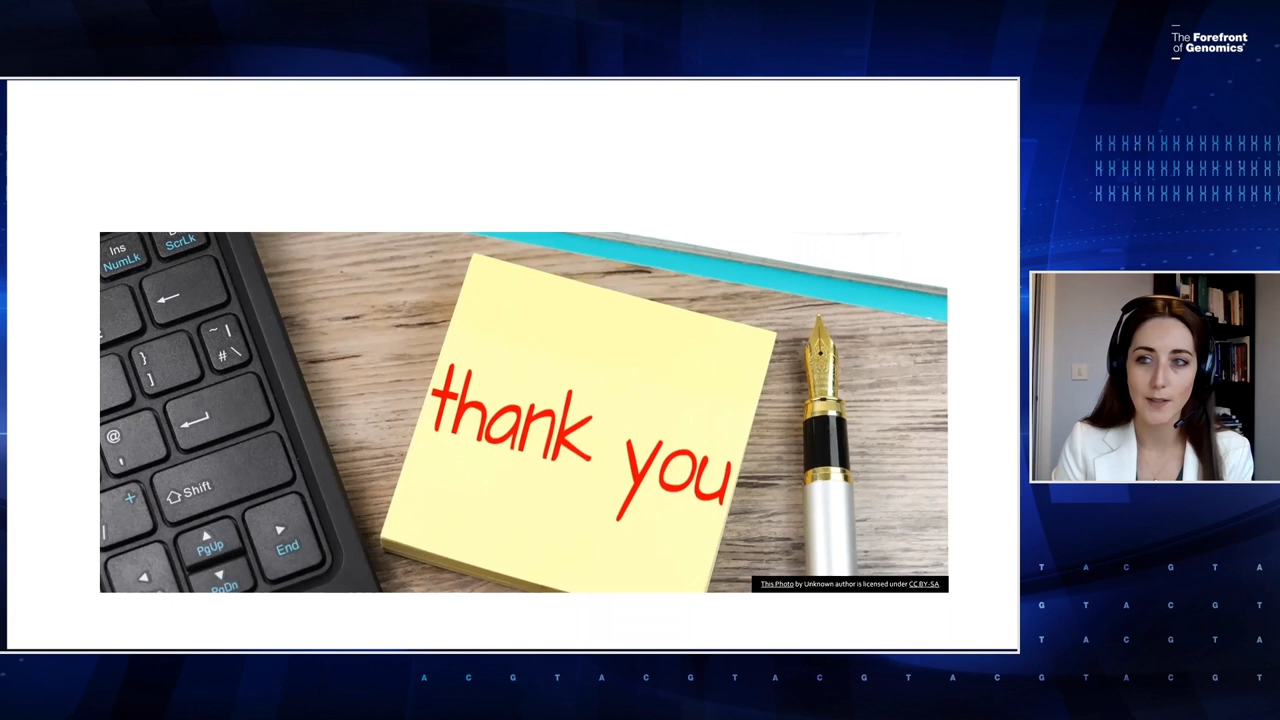 The Forefront
of Genomics®
Ins
NumLk
ScrLk
~ |
# \
}
]
@
'
+
Shift
PgUp
End
PgDn
thank you
This Photo by Unknown author is licensed under CC BY-SA.
T A C G T A
G T A C G T
T A C G T A
A C G T A C G T A C G T A C G T A C G T